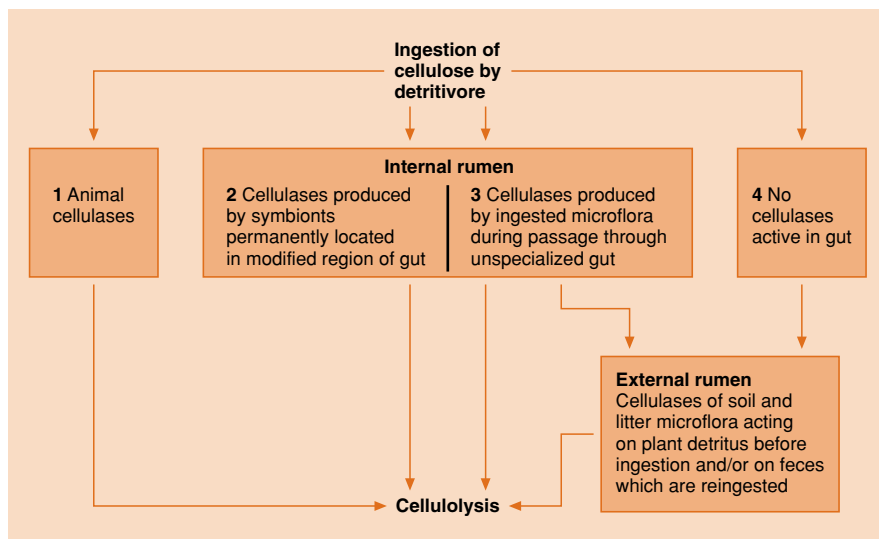 Ingestion of
cellulose by
detritivore
1 Animal
cellulases
Internal rumen
2 Cellulases produced
by symbionts
permanently located
in modified region of gut
3 Cellulases produced
by ingested microflora
during passage through
unspecialized gut
4 No
cellulases
active in gut
External rumen
Cellulases of soil and
litter microflora acting
on plant detritus before
ingestion and/or on feces
which are reingested
Cellulolysis